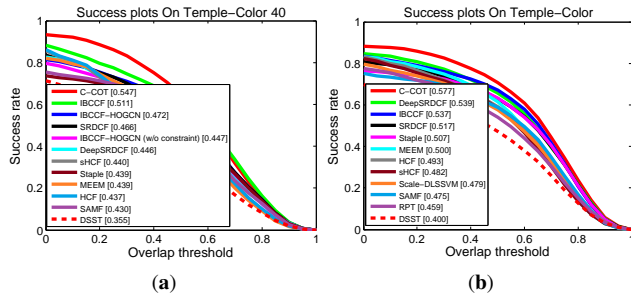 Success plots On Temple-Color 40
Success rate
1
0.8
0.6
0.4
0.2
0
C-COT [0.547]
IBCCF [0.511]
IBCCF-HOGCN [0.472]
SRDCF [0.466]
IBCCF-HOGCN (w/o constraint) [0.447]
DeepSRDCF [0.446]
sHCF [0.440]
Staple [0.439]
MEEM [0.439]
HCF [0.437]
SAMF [0.430]
DSST [0.355]
0 0.2 0.4 0.6 0.8 1
Overlap threshold
(a)
Success plots On Temple-Color
Success rate
1
0.8
0.6
0.4
0.2
0
C-COT [0.577]
DeepSRDCF [0.539]
IBCCF [0.537]
SRDCF [0.517]
Staple [0.507]
MEEM [0.500]
HCF [0.493]
sHCF [0.482]
Scale-DLSSVM [0.479]
SAMF [0.475]
RPT [0.459]
DSST [0.400]
0 0.2 0.4 0.6 0.8 1
Overlap threshold
(b)